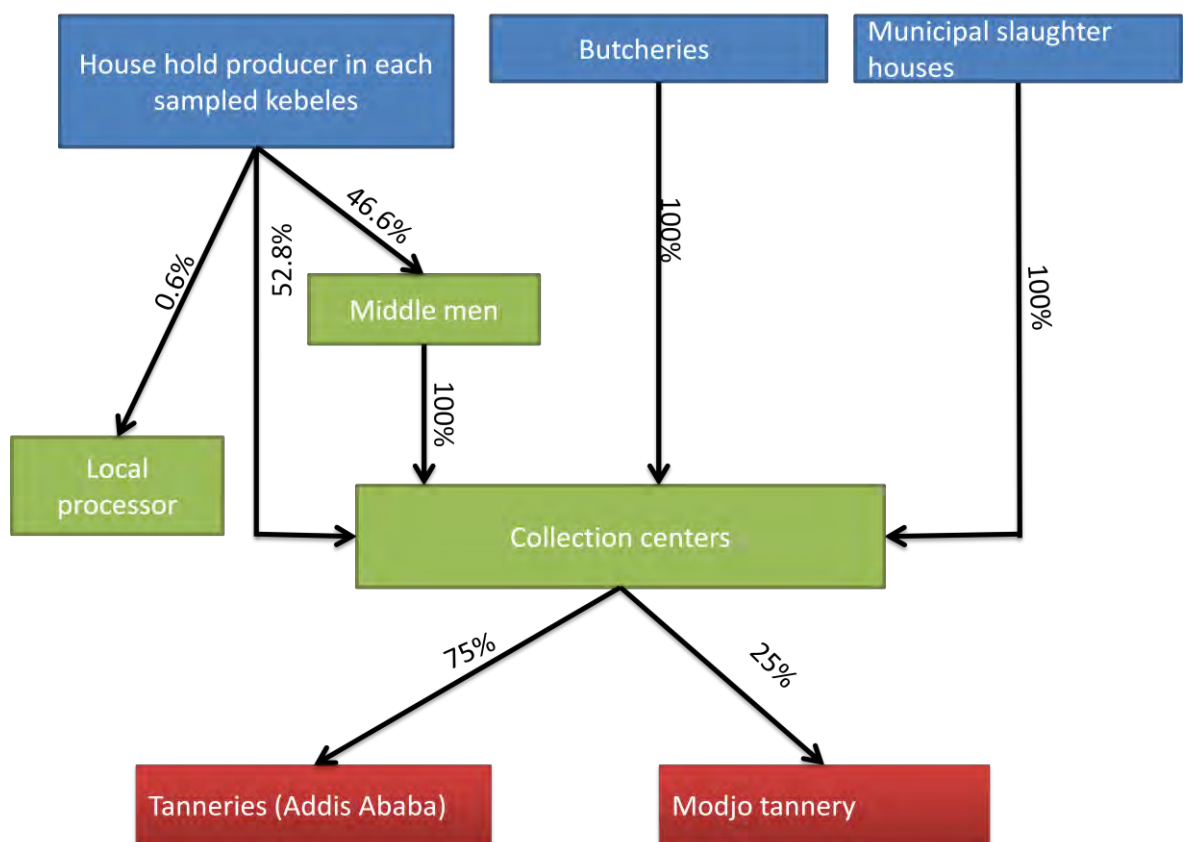 House hold producer in each
sampled kebeles
Butcheries
Municipal slaughter
houses
46.6%
0.6%
52.8%
100%
100%
Middle men
100%
Local
processor
Collection centers
75%
25%
Tanneries (Addis Ababa)
Modjo tannery